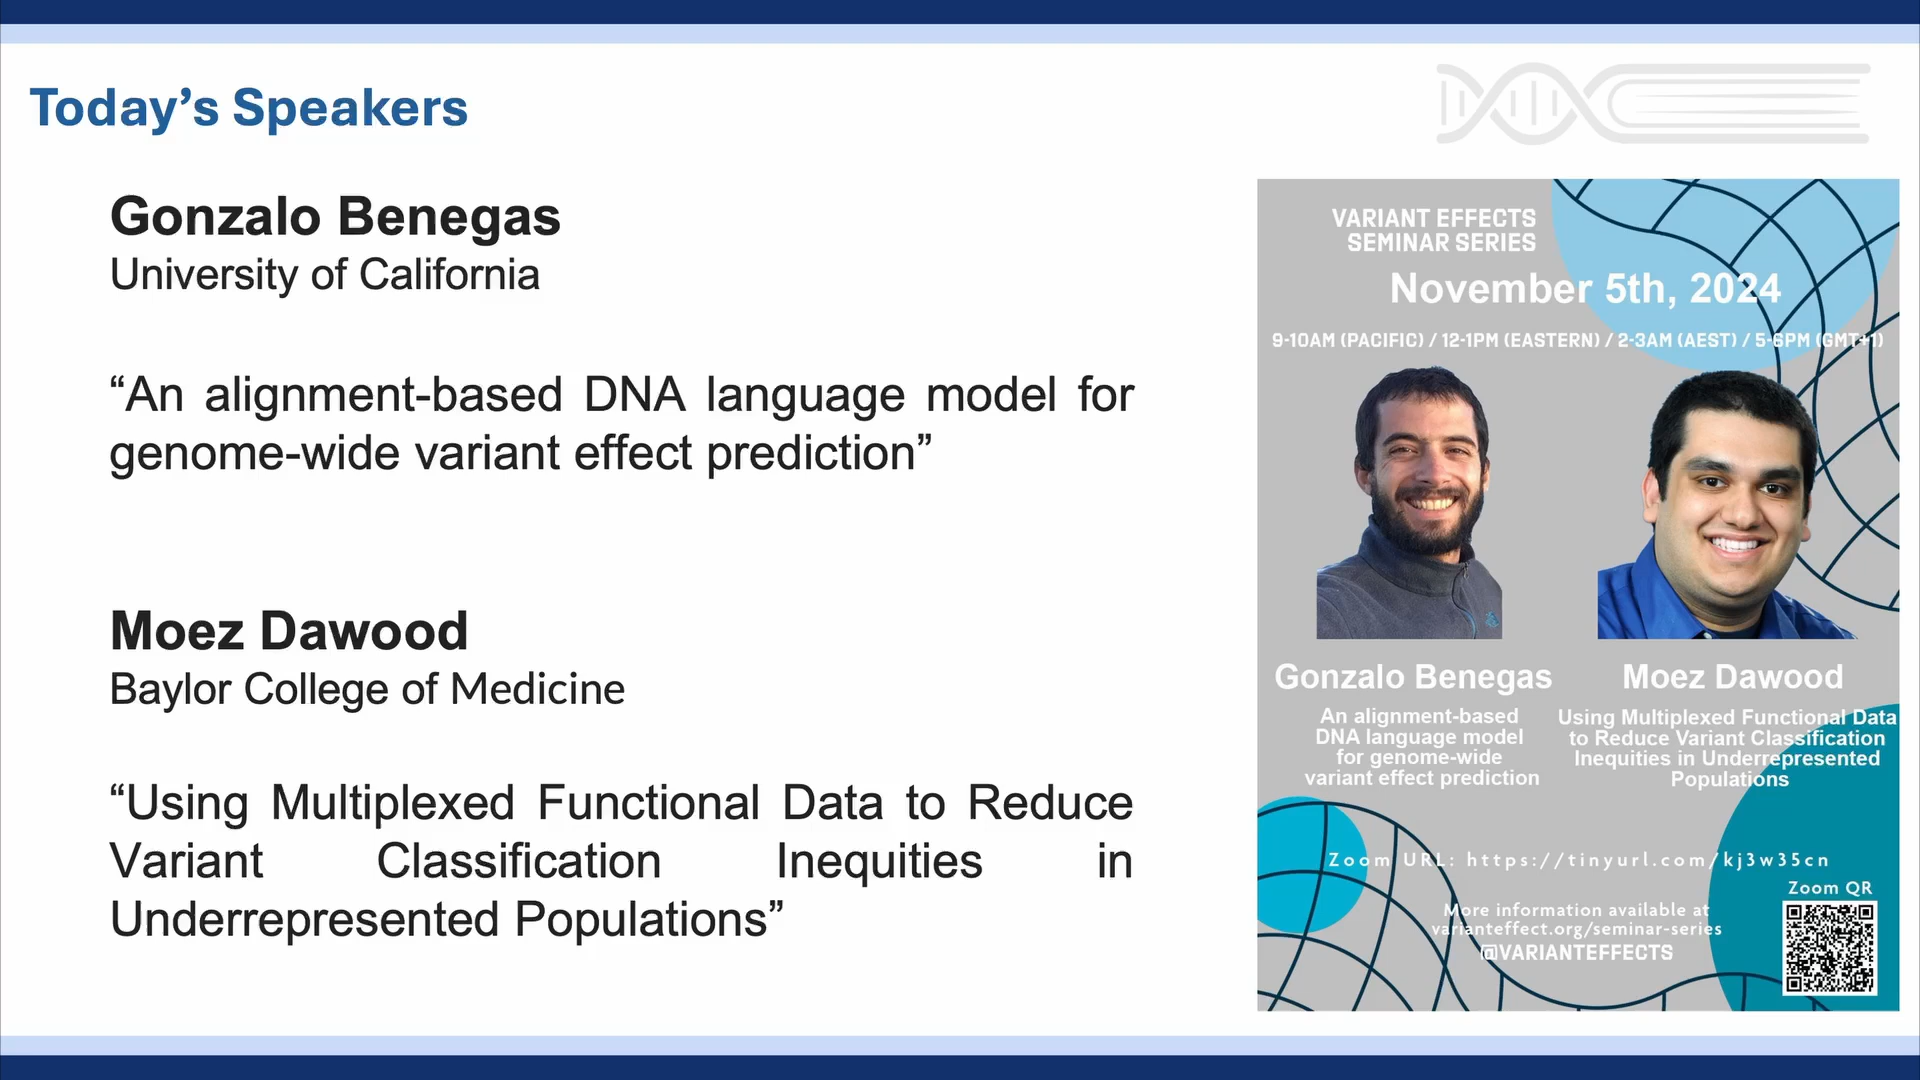 Today’s Speakers
Gonzalo Benegas
University of California
“An alignment-based DNA language model for
genome-wide variant effect prediction”
Moez Dawood
Baylor College of Medicine
“Using Multiplexed Functional Data to Reduce
Variant Classification Inequities in
Underrepresented Populations”
VARIANT EFFECTS
SEMINAR SERIES
November 5th, 2024
9-10AM (PACIFIC) / 12-1PM (EASTERN) / 2-3AM (AEST) / 5-6PM (GMT+1)
Gonzalo Benegas
An alignment-based
DNA language model
for genome-wide
variant effect prediction
Moez Dawood
Using Multiplexed Functional Data
to Reduce Variant Classification
Inequities in Underrepresented
Populations
Zoom URL: https://tinyurl.com/kj3w35cn
Zoom QR
More information available at
varianteffect.org/seminar-series
@VARIANTEFFECTS